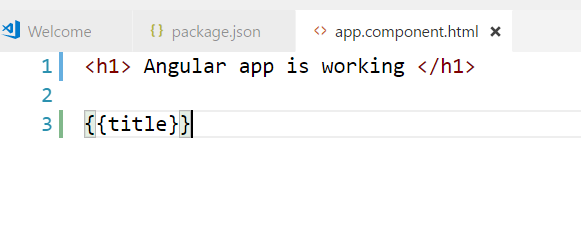 Welcome {} package.json <> app.component.html ×
1 <h1> Angular app is working </h1>
2
3 {{title}}